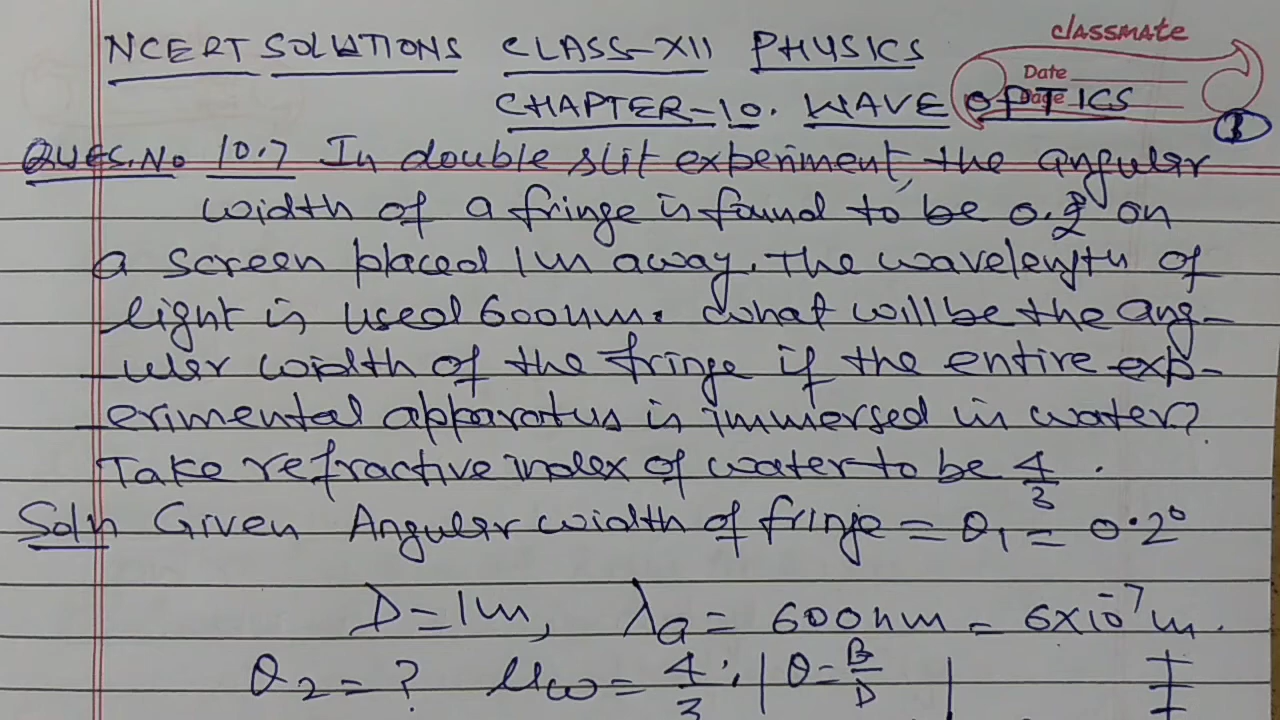 NCERT SOLUTIONS CLASS-XII PHYSICS
classmate
Date
Page
CHAPTER-10. WAVE OPTICS
1
QUES.No 10.7 In double slit experiment, the angular
width of a fringe is found to be 0.2° on
a screen placed 1m away. The wavelength of
light is used 600nm. What will be the ang-
-ular width of the fringe if the entire exp-
-erimental apparatus is immersed in water?
Take refractive index of water to be 4/3.
Soln Given Angular width of fringe = θ₁ = 0.2°
D = 1m, λa = 600nm = 6×10⁻⁷m.
θ₂ = ? μω = 4/3; | θ = β/D |